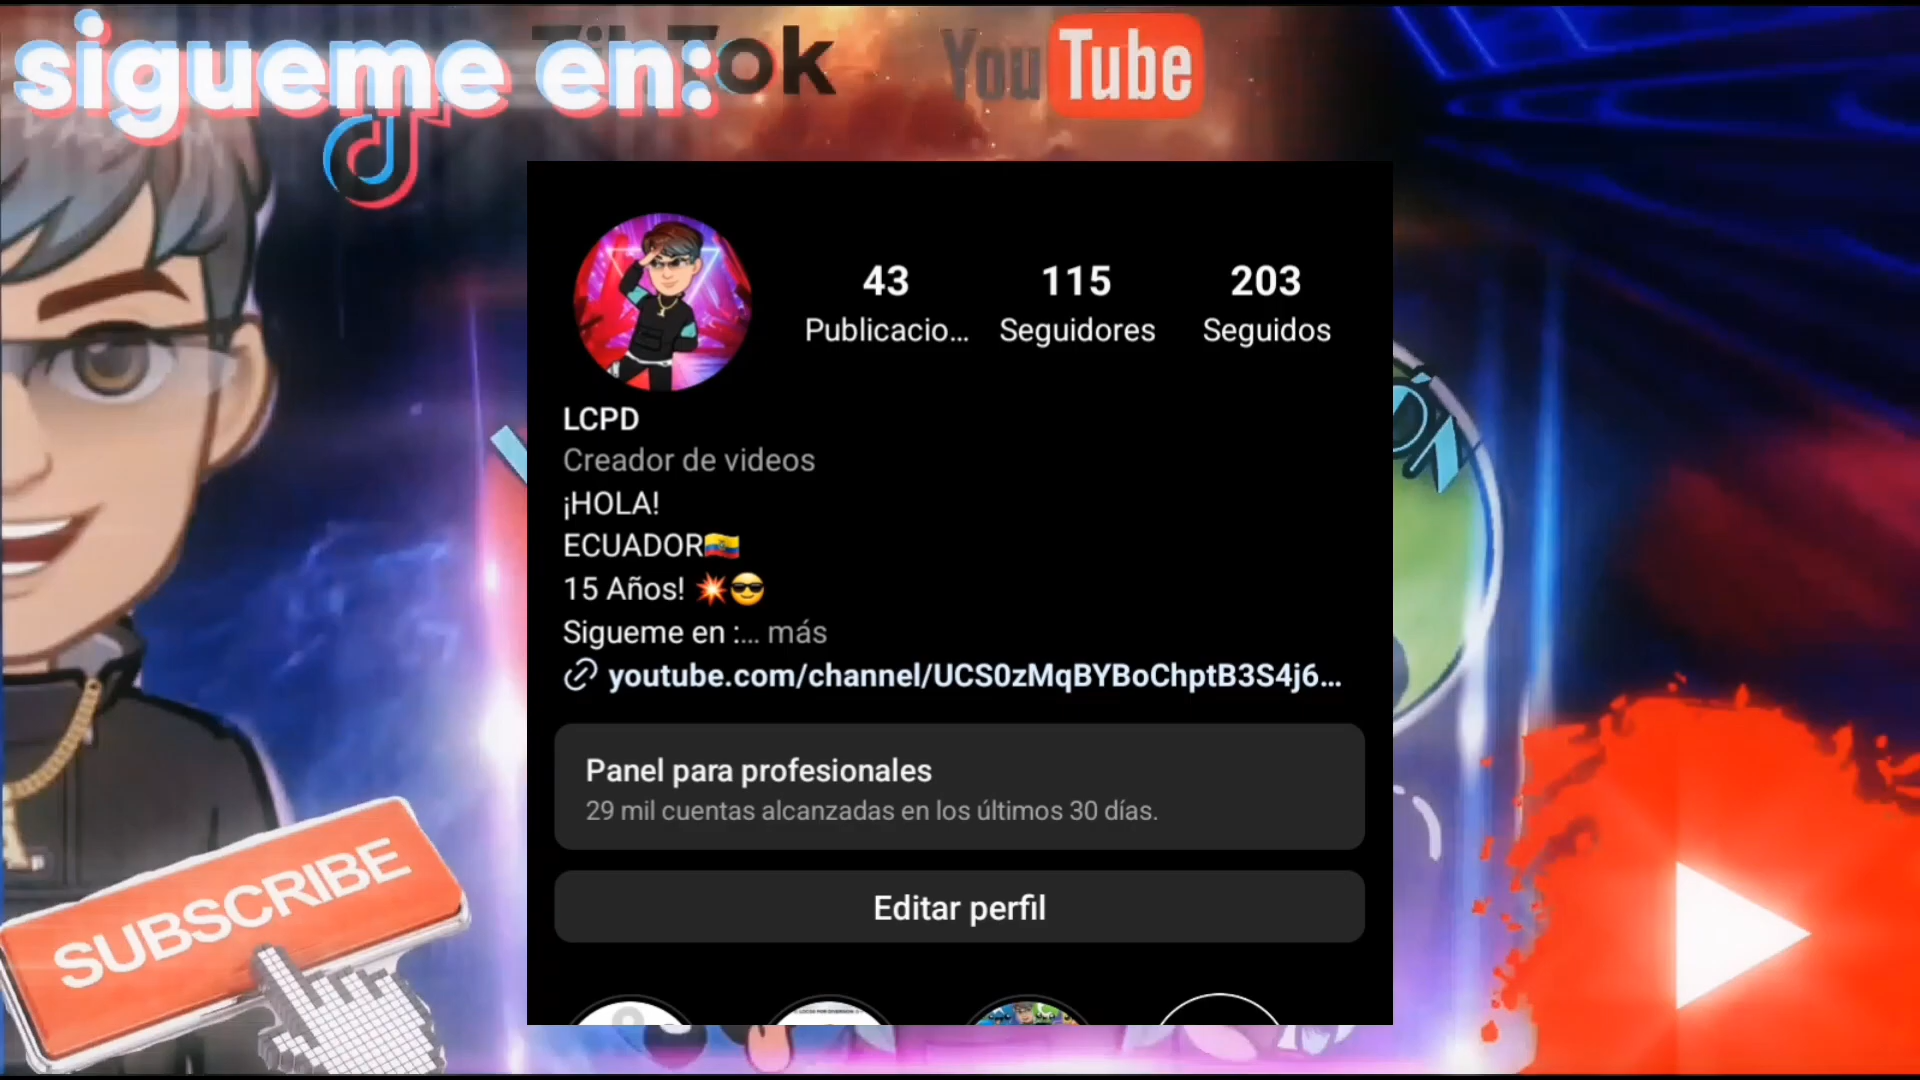 sigueme en:
TikTok
YouTube
43
Publicacio...
115
Seguidores
203
Seguidos
LCPD
Creador de videos
¡HOLA!
ECUADOR🇪🇨
15 Años! 💥😎
Sigueme en :... más
youtube.com/channel/UCS0zMqBYBoChptB3S4j6...
Panel para profesionales
29 mil cuentas alcanzadas en los últimos 30 días.
Editar perfil
SUBSCRIBE